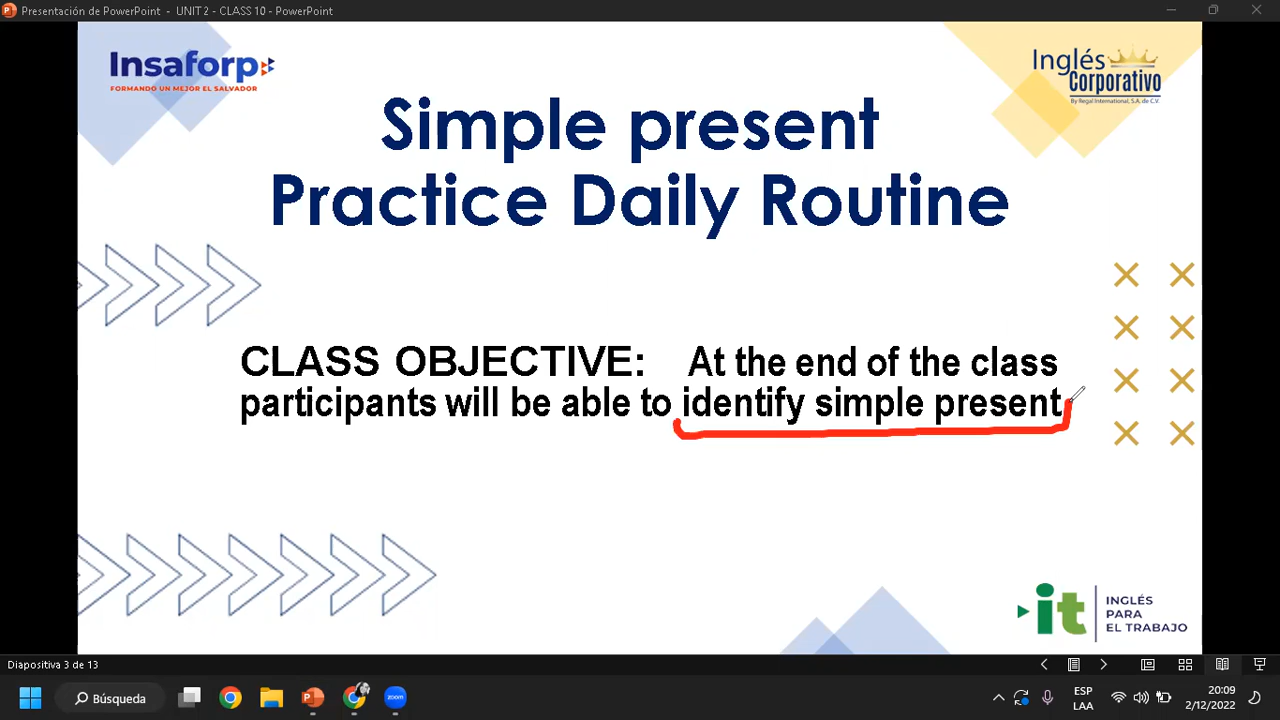 Presentación de PowerPoint - UNIT 2 - CLASS 10 - PowerPoint
Insaforp
FORMANDO UN MEJOR EL SALVADOR
Inglés
Corporativo
By Regal International, S.A. de C.V.
Simple present
Practice Daily Routine
CLASS OBJECTIVE: At the end of the class
participants will be able to identify simple present
it
INGLÉS
PARA
EL TRABAJO
Diapositiva 3 de 13
Búsqueda
zoom
ESP
LAA
20:09
2/12/2022